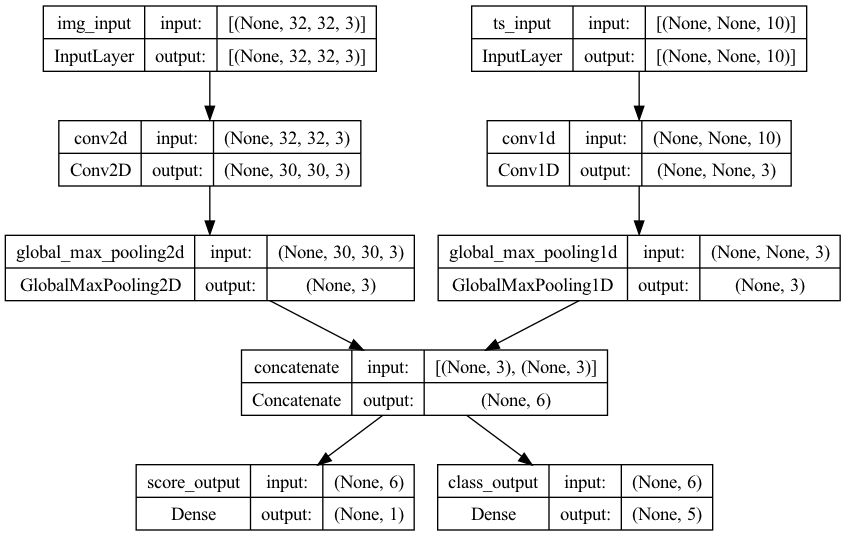 img_input input: [(None, 32, 32, 3)]
InputLayer output: [(None, 32, 32, 3)]
ts_input input: [(None, None, 10)]
InputLayer output: [(None, None, 10)]
conv2d input: (None, 32, 32, 3)
Conv2D output: (None, 30, 30, 3)
conv1d input: (None, None, 10)
Conv1D output: (None, None, 3)
global_max_pooling2d input: (None, 30, 30, 3)
GlobalMaxPooling2D output: (None, 3)
global_max_pooling1d input: (None, None, 3)
GlobalMaxPooling1D output: (None, 3)
concatenate input: [(None, 3), (None, 3)]
Concatenate output: (None, 6)
score_output input: (None, 6)
Dense output: (None, 1)
class_output input: (None, 6)
Dense output: (None, 5)